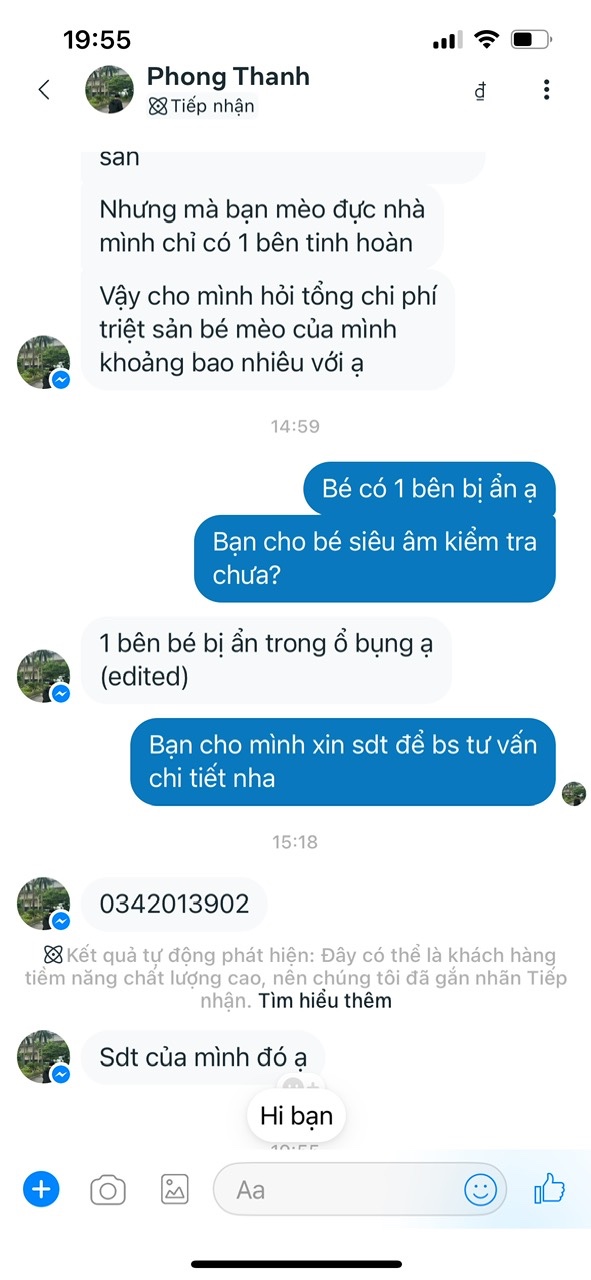 19:55
Phong Thanh
Tiếp nhận
₫
sản
Nhưng mà bạn mèo đực nhà
mình chỉ có 1 bên tinh hoàn
Vậy cho mình hỏi tổng chi phí
triệt sản bé mèo của mình
khoảng bao nhiêu với ạ
14:59
Bé có 1 bên bị ẩn ạ
Bạn cho bé siêu âm kiểm tra
chưa?
1 bên bé bị ẩn trong ổ bụng ạ
(edited)
Bạn cho mình xin sdt để bs tư vấn
chi tiết nha
15:18
0342013902
Kết quả tự động phát hiện: Đây có thể là khách hàng
tiềm năng chất lượng cao, nên chúng tôi đã gắn nhãn Tiếp
nhận. Tìm hiểu thêm
Sdt của mình đó ạ
Hi bạn
19:55
Aa